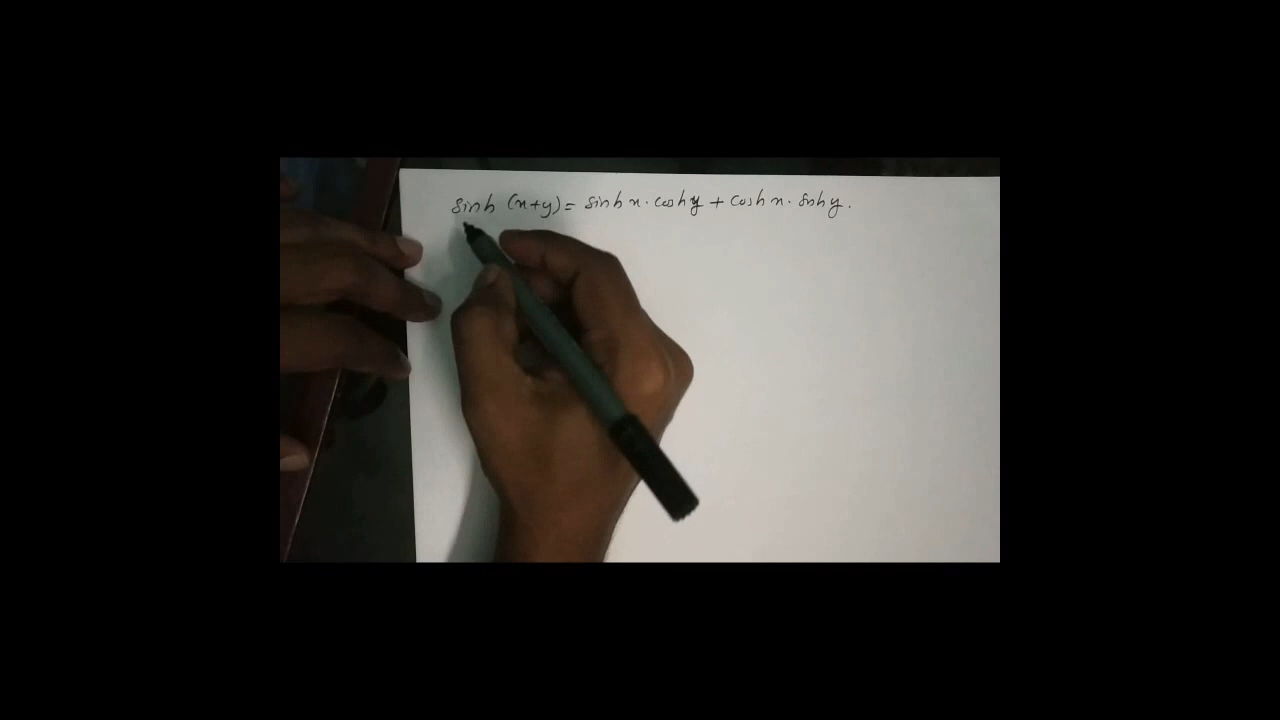 sinh (x+y) = sinh x . cosh y + cosh x . sinh y .